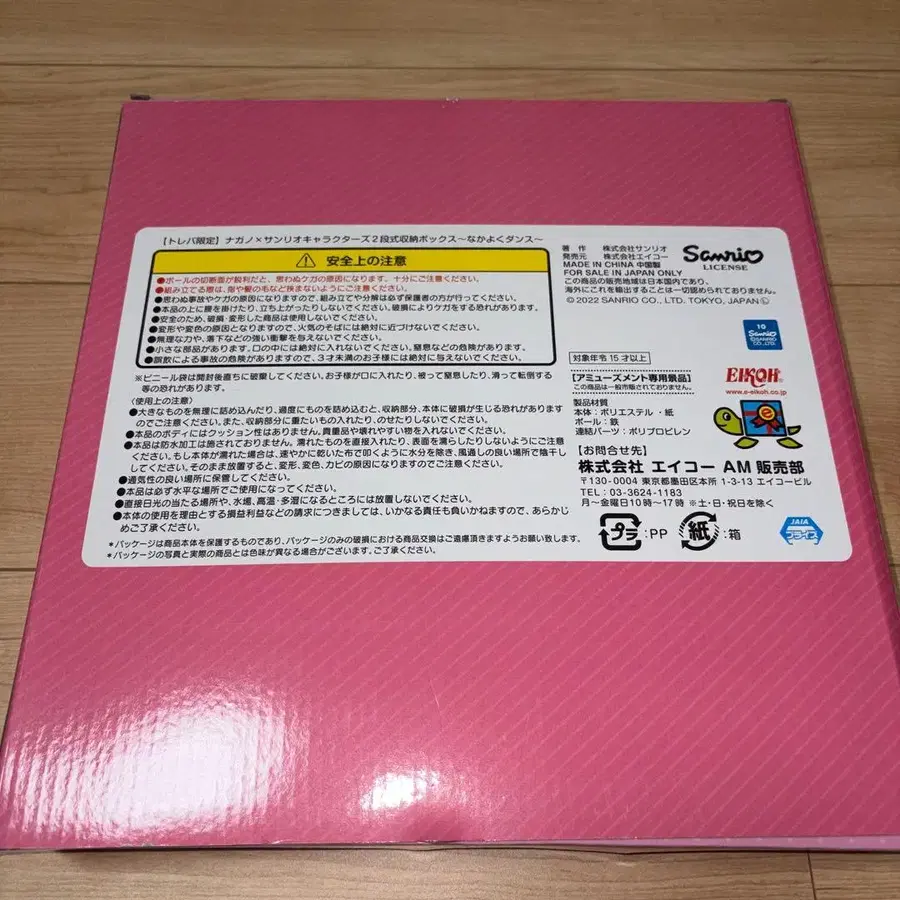 【トレバ限定】ナガノ×サンリオキャラクターズ2段式収納ボックス～なかよくダンス～
安全上の注意
●ポールの切断面が鋭利だと、思わぬケガの原因になります。十分にご注意ください。
●組み立てる際は、指や髪の毛など挟まないようにご注意ください。
●思わぬ事故やケガの原因になりますので、組み立てや分解は必ず保護者の方が行ってください。
●本品の上に腰を掛けたり、立ち上がったりしないでください。破損によりケガをする恐れがあります。
●安全のため、破損・変形した商品は使用しないでください。
●変形や変色の原因となりますので、火気のそばには絶対に近づけないでください。
●無理な力や、落下などの強い衝撃を与えないでください。
●小さな部品があります。口の中には絶対に入れないでください。窒息などの危険があります。
●誤飲による事故の危険がありますので、3才未満のお子様には絶対に与えないでください。
※ビニール袋は開封後直ちに破棄してください。お子様が口に入れたり、被って窒息したり、滑って転倒する
等の恐れがあります。
〈使用上の注意〉
●大きなものを無理に詰め込んだり、過度にものを詰め込むと、収納部分、本体に破損が生じる恐れがあります
のでご注意ください。また、収納部分に重たいもの入れたり、のせたりしないでください。
●本品のボディにはクッション性はありません。貴重品や壊れやすい物を入れないでください。
●本品は防水加工は施されておりません。濡れたものを直接入れたり、表面を濡らしたりしないようにご注意
ください。もし本体が濡れた場合は、速やかに乾いた布で叩くように水分を除き、風通しの良い場所で陰干し
してください。そのまま放置すると、変形、変色、カビの原因になりますのでご注意ください。
●通気性の良い場所に保管してください。
●本品は必ず水平な場所でご使用になってください。
●直接日光の当たる場所や、水場、高温・多湿になるところには放置しないでください。
●本体の使用を理由とする損益利益などの請求につきましては、いかなる責任も負いかねますので、あらかじ
めご了承ください。
＊パッケージは商品本体を保護するものであり、パッケージのみの破損における商品交換はご遠慮頂きますようお願い致します。
＊パッケージの写真と実際の商品とは色味が異なる場合がございます。ご了承ください。
著作 株式会社サンリオ
発売元 株式会社エイコー
MADE IN CHINA 中国製
FOR SALE IN JAPAN ONLY
この商品の販売地域は日本国内であり、
海外にこれを輸出することは一切認められておりません。
© 2022 SANRIO CO., LTD. TOKYO, JAPAN Ⓛ
Sanrio
LICENSE
10
Sanrio
©SANRIO
CO.,LTD.
対象年令 15 才以上
【アミューズメント専用景品】
この商品は一般市販されておりません。
EIKOH
www.e-eikoh.co.jp
製品材質
本体：ポリエステル・紙
ポール：鉄
連結パーツ：ポリプロピレン
【お問合せ先】
株式会社 エイコー AM 販売部
〒130-0004 東京都墨田区本所 1-3-13 エイコービル
TEL：03-3624-1183
月～金曜日10時～17時 ※土・日・祝日を除く
プラ：PP
紙：箱
JAIA
プライズ